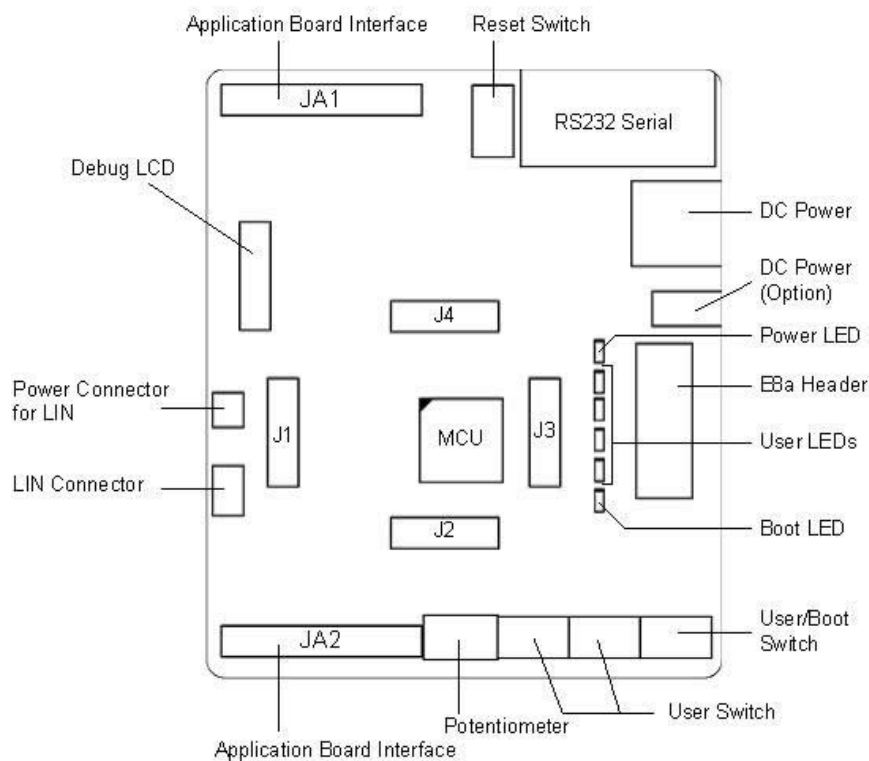 Application Board Interface
Reset Switch
JA1
RS232 Serial
Debug LCD
DC Power
DC Power
(Option)
J4
Power LED
Power Connector
for LIN
E8a Header
J1
MCU
J3
User LEDs
LIN Connector
J2
Boot LED
JA2
User/Boot
Switch
Potentiometer
User Switch
Application Board Interface